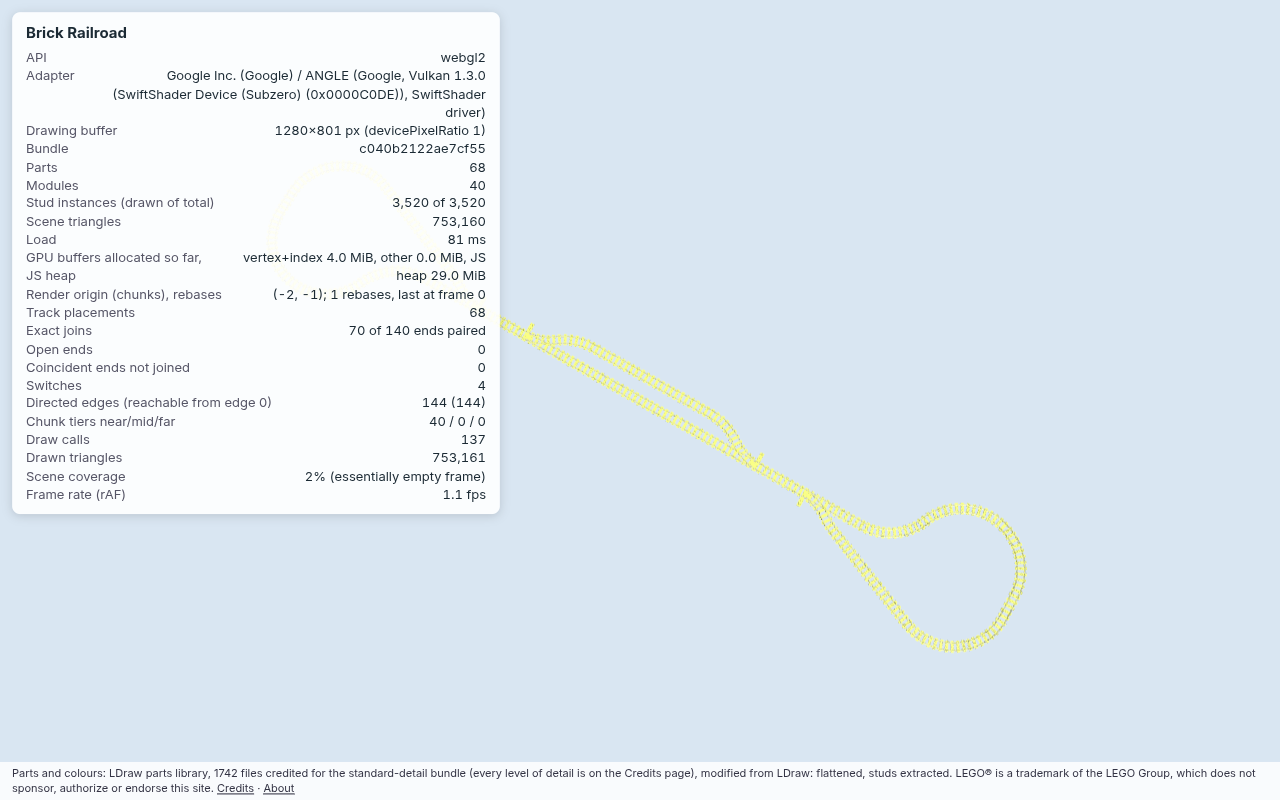 Brick Railroad
API webgl2
Adapter Google Inc. (Google) / ANGLE (Google, Vulkan 1.3.0
(SwiftShader Device (Subzero) (0x0000C0DE)), SwiftShader
driver)
Drawing buffer 1280×801 px (devicePixelRatio 1)
Bundle c040b2122ae7cf55
Parts 68
Modules 40
Stud instances (drawn of total) 3,520 of 3,520
Scene triangles 753,160
Load 81 ms
GPU buffers allocated so far, vertex+index 4.0 MiB, other 0.0 MiB, JS
JS heap heap 29.0 MiB
Render origin (chunks), rebases (-2, -1); 1 rebases, last at frame 0
Track placements 68
Exact joins 70 of 140 ends paired
Open ends 0
Coincident ends not joined 0
Switches 4
Directed edges (reachable from edge 0) 144 (144)
Chunk tiers near/mid/far 40 / 0 / 0
Draw calls 137
Drawn triangles 753,161
Scene coverage 2% (essentially empty frame)
Frame rate (rAF) 1.1 fps
Parts and colours: LDraw parts library, 1742 files credited for the standard-detail bundle (every level of detail is on the Credits page), modified from LDraw: flattened, studs extracted. LEGO® is a trademark of the LEGO Group, which does not
sponsor, authorize or endorse this site. Credits · About